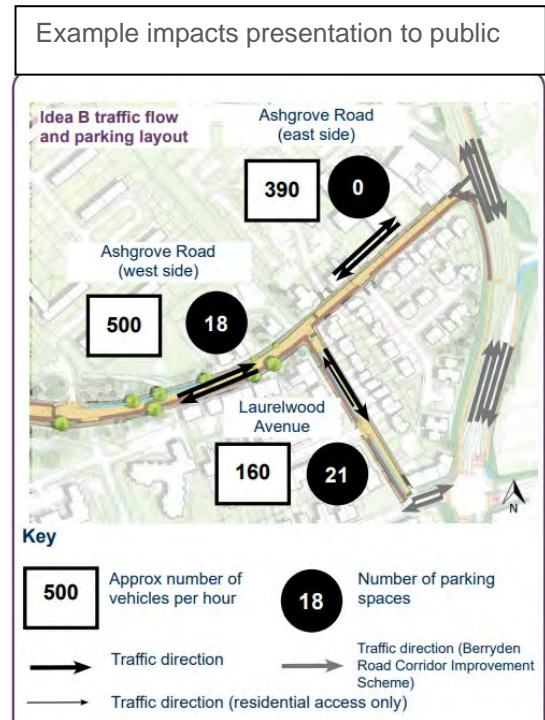 Example impacts presentation to public
Idea B traffic flow
and parking layout
Ashgrove Road
(east side)
390
0
Ashgrove Road
(west side)
500
18
Laurelwood
Avenue
160
21
N
Key
500
Approx number of
vehicles per hour
18
Number of parking
spaces
Traffic direction
Traffic direction (Berryden
Road Corridor Improvement
Scheme)
Traffic direction (residential access only)